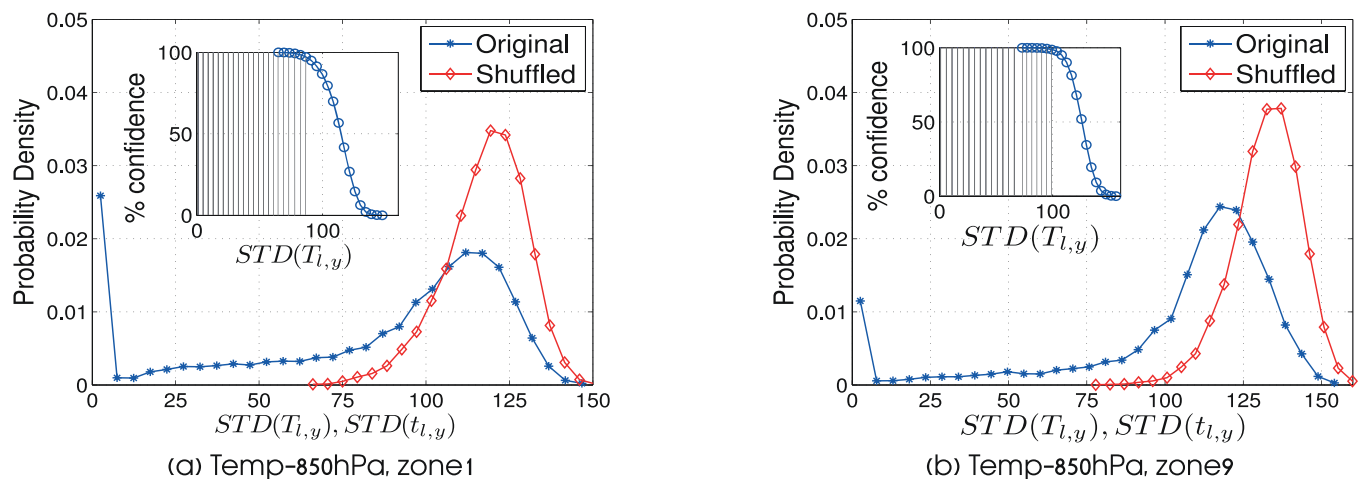 0.05
0.04
0.03
0.02
0.01
0
Probability Density
Original
Shuffled
100
50
0
% confidence
0 100
STD(T_{l,y})
0 25 50 75 100 125 150
STD(T_{l,y}), STD(t_{l,y})
(a) Temp-850hPa, zone1
0.05
0.04
0.03
0.02
0.01
0
Probability Density
Original
Shuffled
100
50
0
% confidence
0 100
STD(T_{l,y})
0 25 50 75 100 125 150
STD(T_{l,y}), STD(t_{l,y})
(b) Temp-850hPa, zone9